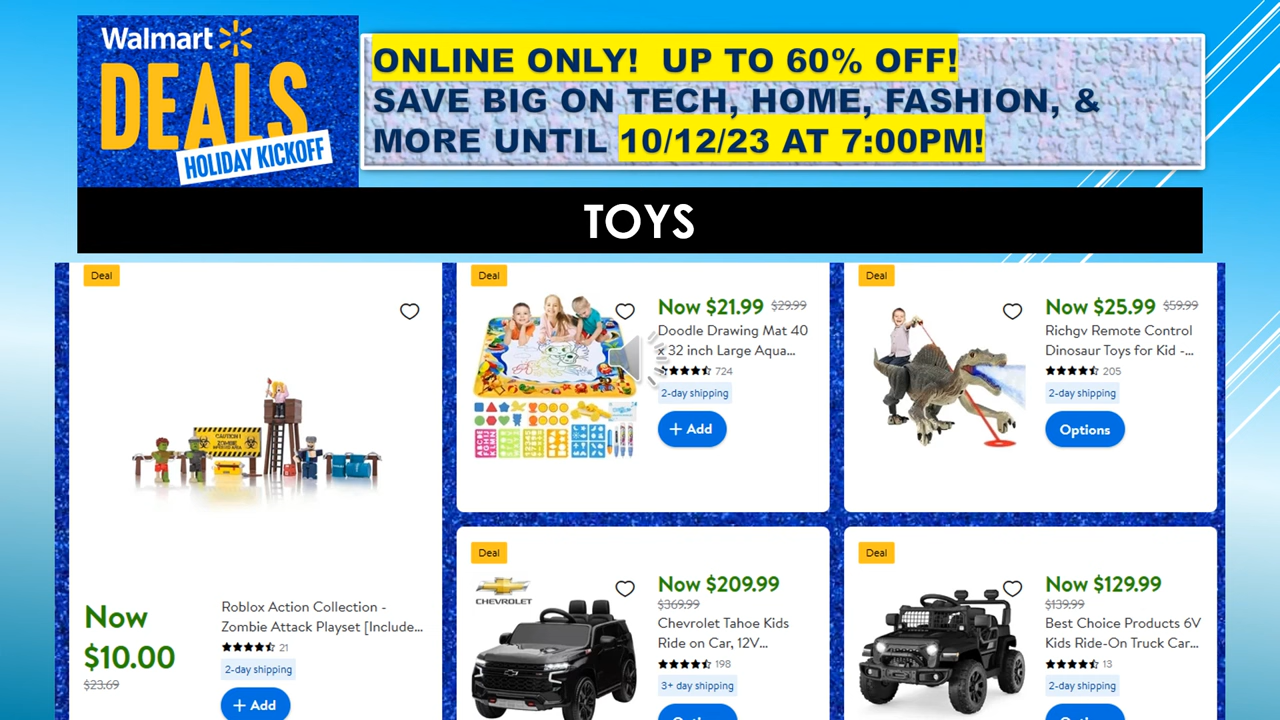 Walmart
DEALS
HOLIDAY KICKOFF
ONLINE ONLY! UP TO 60% OFF!
SAVE BIG ON TECH, HOME, FASHION, &
MORE UNTIL 10/12/23 AT 7:00PM!
TOYS
Deal
Now
$10.00
$23.69
Roblox Action Collection -
Zombie Attack Playset [Include...
21
2-day shipping
+ Add
CAUTION!
ZOMBIE
Deal
Now $21.99 $29.99
Doodle Drawing Mat 40
x 32 inch Large Aqua...
724
2-day shipping
+ Add
Deal
Now $25.99 $59.99
Richgv Remote Control
Dinosaur Toys for Kid -...
205
2-day shipping
Options
Deal
CHEVROLET
Now $209.99
$369.99
Chevrolet Tahoe Kids
Ride on Car, 12V...
198
3+ day shipping
Deal
Now $129.99
$139.99
Best Choice Products 6V
Kids Ride-On Truck Car...
13
2-day shipping